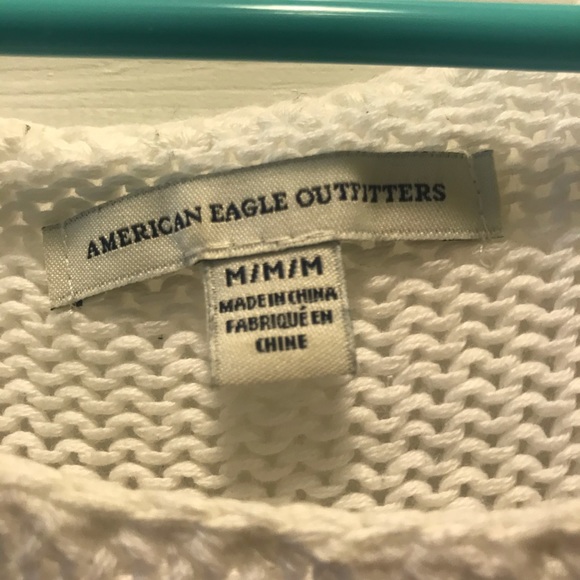 AMERICAN EAGLE OUTFITTERS
M/M/M
MADE IN CHINA
FABRIQUÉ EN
CHINE